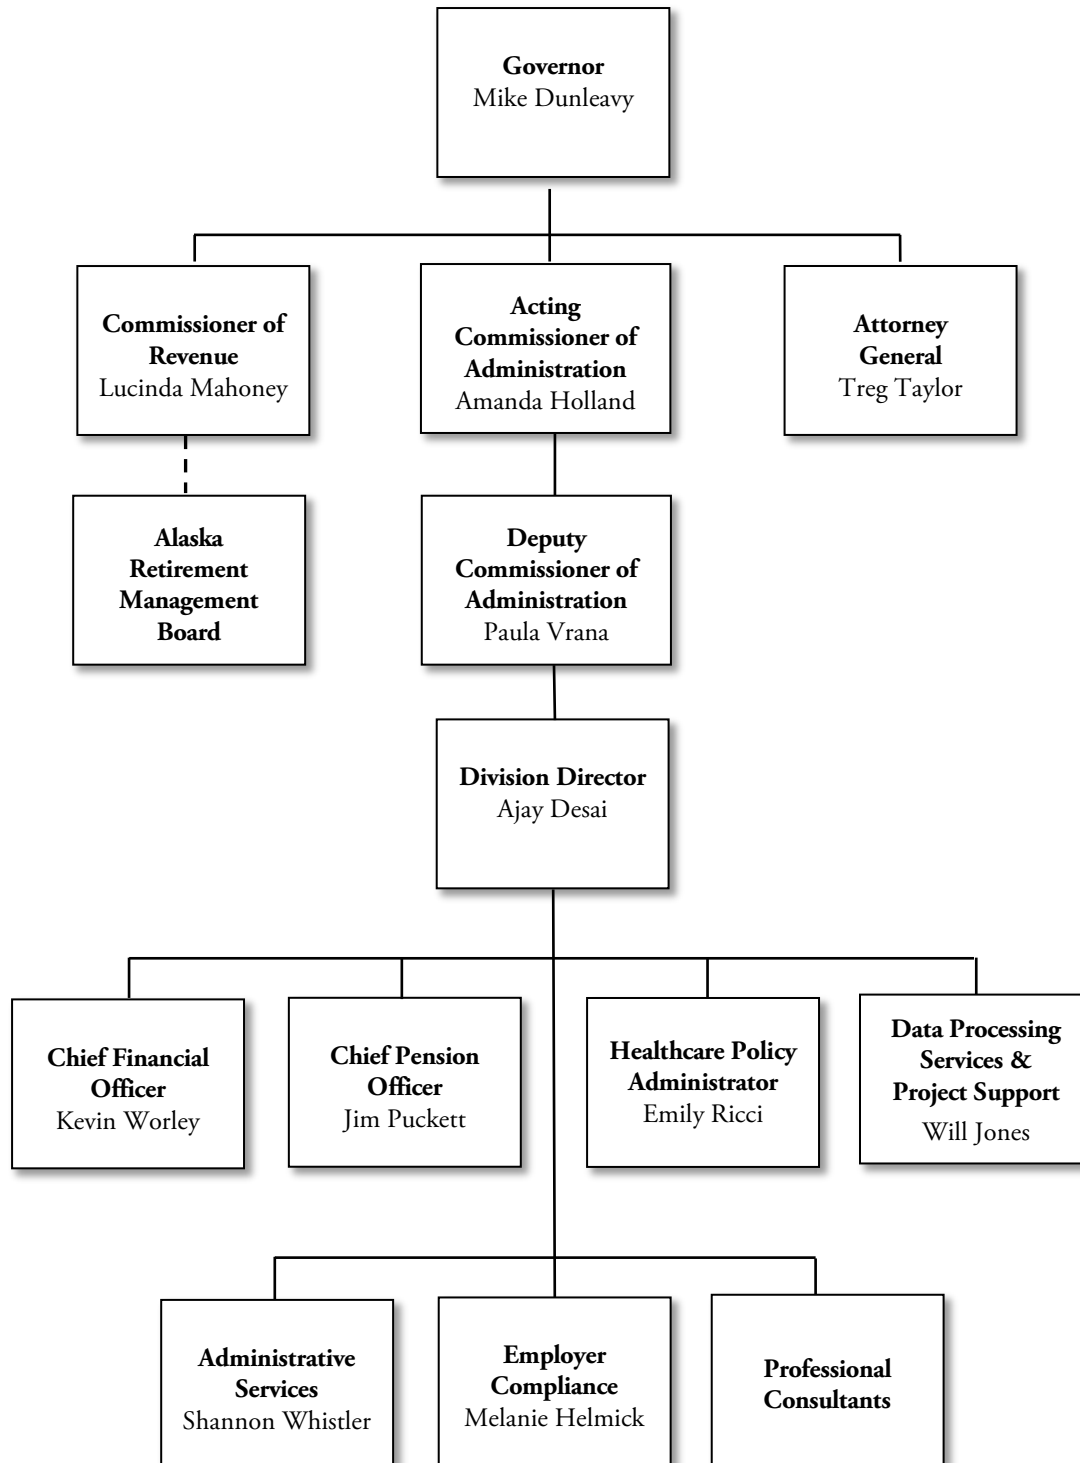 Governor
Mike Dunleavy
Commissioner of
Revenue
Lucinda Mahoney
Acting
Commissioner of
Administration
Amanda Holland
Attorney
General
Treg Taylor
Alaska
Retirement
Management
Board
Deputy
Commissioner of
Administration
Paula Vrana
Division Director
Ajay Desai
Chief Financial
Officer
Kevin Worley
Chief Pension
Officer
Jim Puckett
Healthcare Policy
Administrator
Emily Ricci
Data Processing
Services &
Project Support
Will Jones
Administrative
Services
Shannon Whistler
Employer
Compliance
Melanie Helmick
Professional
Consultants